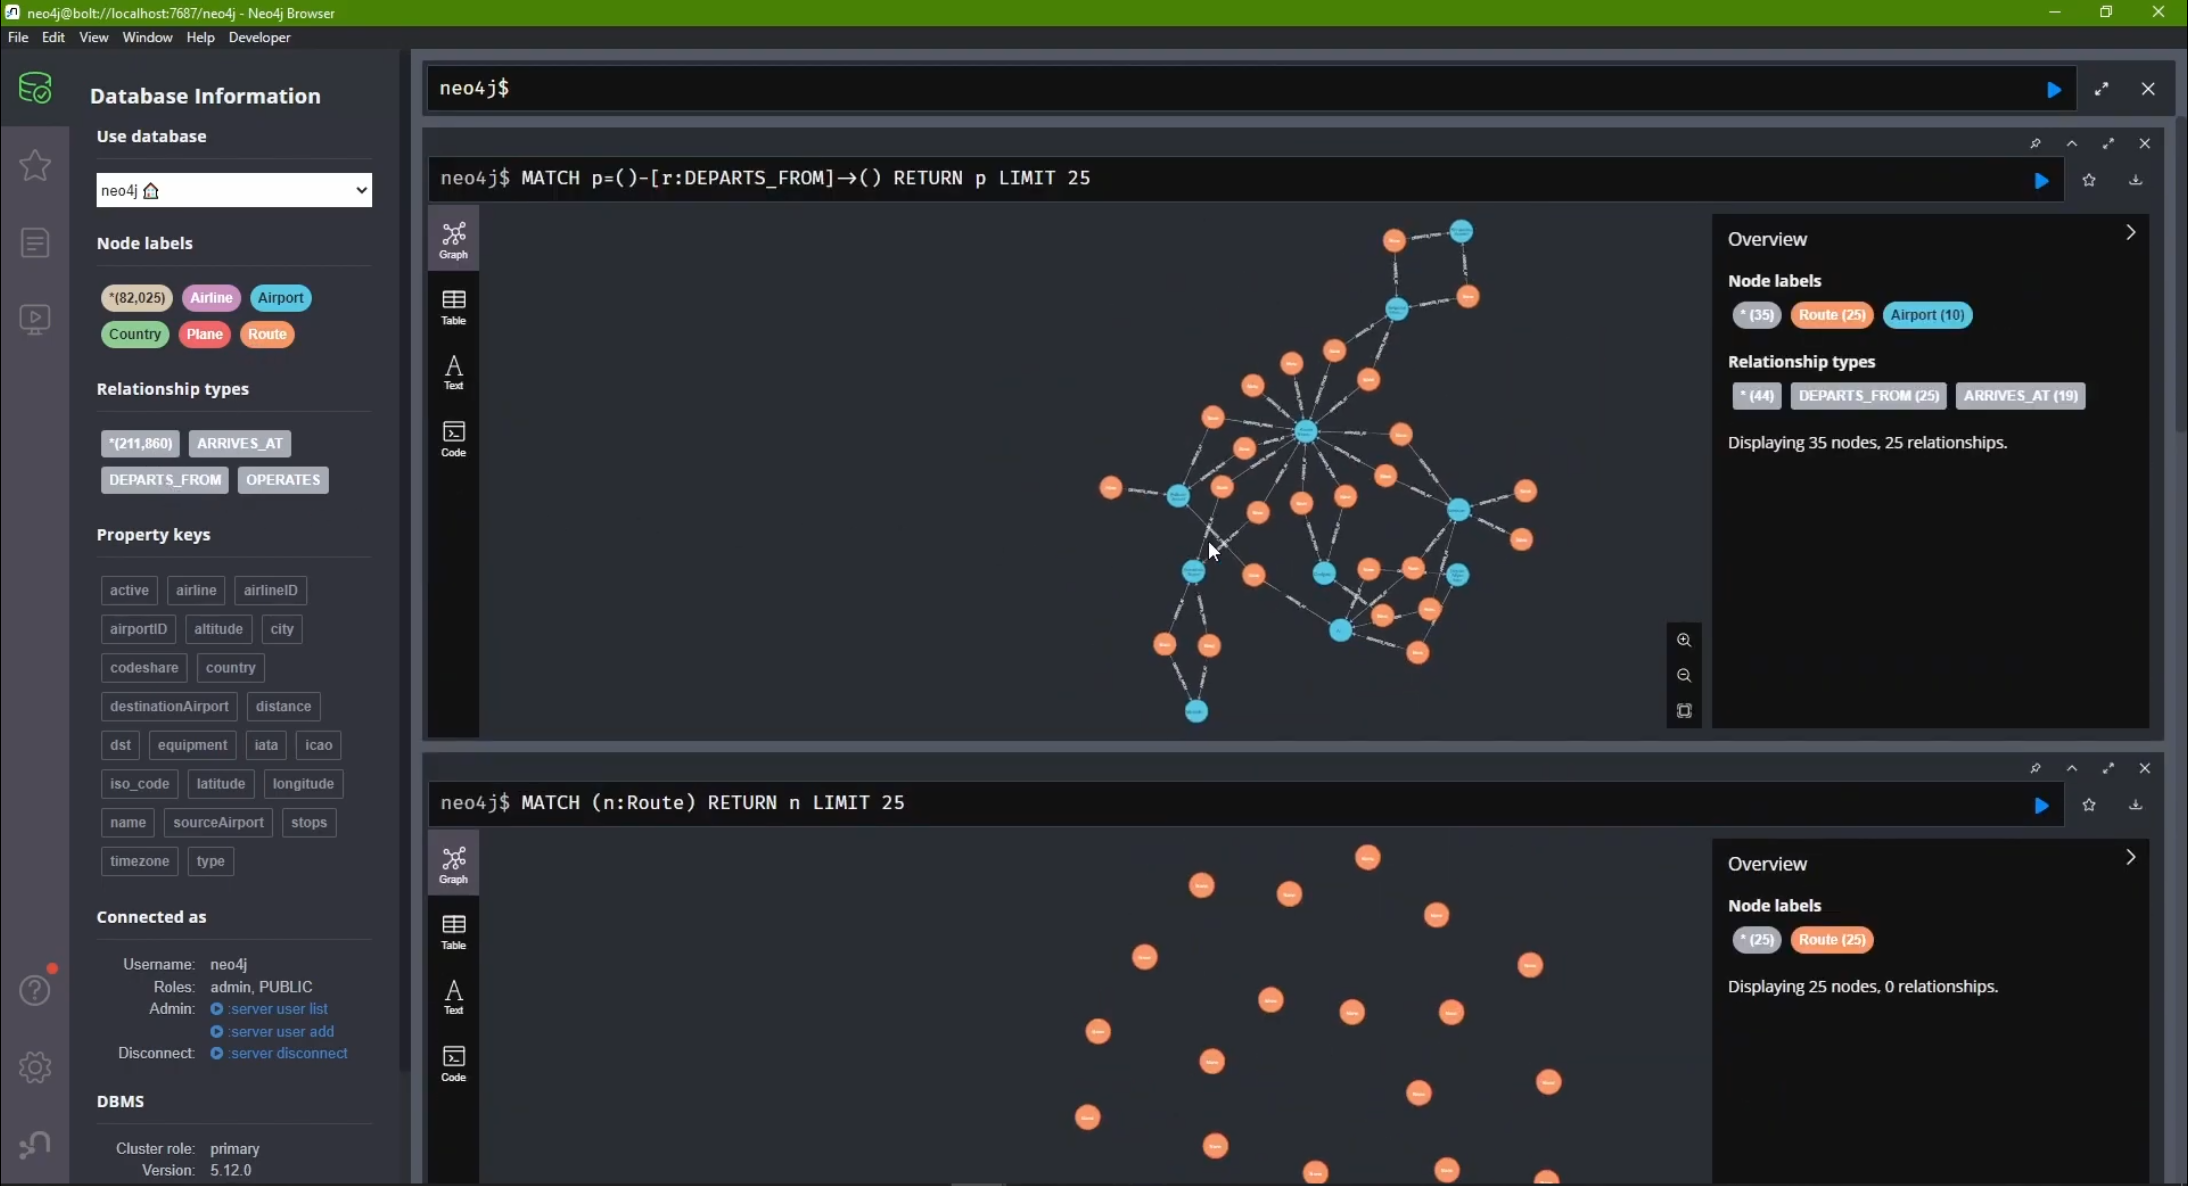 neo4j@bolt://localhost:7687/neo4j - Neo4j Browser
File Edit View Window Help Developer
Database Information
Use database
neo4j
Node labels
*(82,025) Airline Airport
Country Plane Route
Relationship types
*(211,860) ARRIVES_AT
DEPARTS_FROM OPERATES
Property keys
active airline airlineID
airportID altitude city
codeshare country
destinationAirport distance
dst equipment iata icao
iso_code latitude longitude
name sourceAirport stops
timezone type
Connected as
Username: neo4j
Roles: admin, PUBLIC
Admin: :server user list
:server user add
Disconnect: :server disconnect
DBMS
Cluster role: primary
Version: 5.12.0
neo4j$
neo4j$ MATCH p=()-[r:DEPARTS_FROM]→() RETURN p LIMIT 25
Graph
Table
Text
Code
Overview
Node labels
* (35) Route (25) Airport (10)
Relationship types
* (44) DEPARTS_FROM (25) ARRIVES_AT (19)
Displaying 35 nodes, 25 relationships.
neo4j$ MATCH (n:Route) RETURN n LIMIT 25
Graph
Table
Text
Code
Overview
Node labels
* (25) Route (25)
Displaying 25 nodes, 0 relationships.